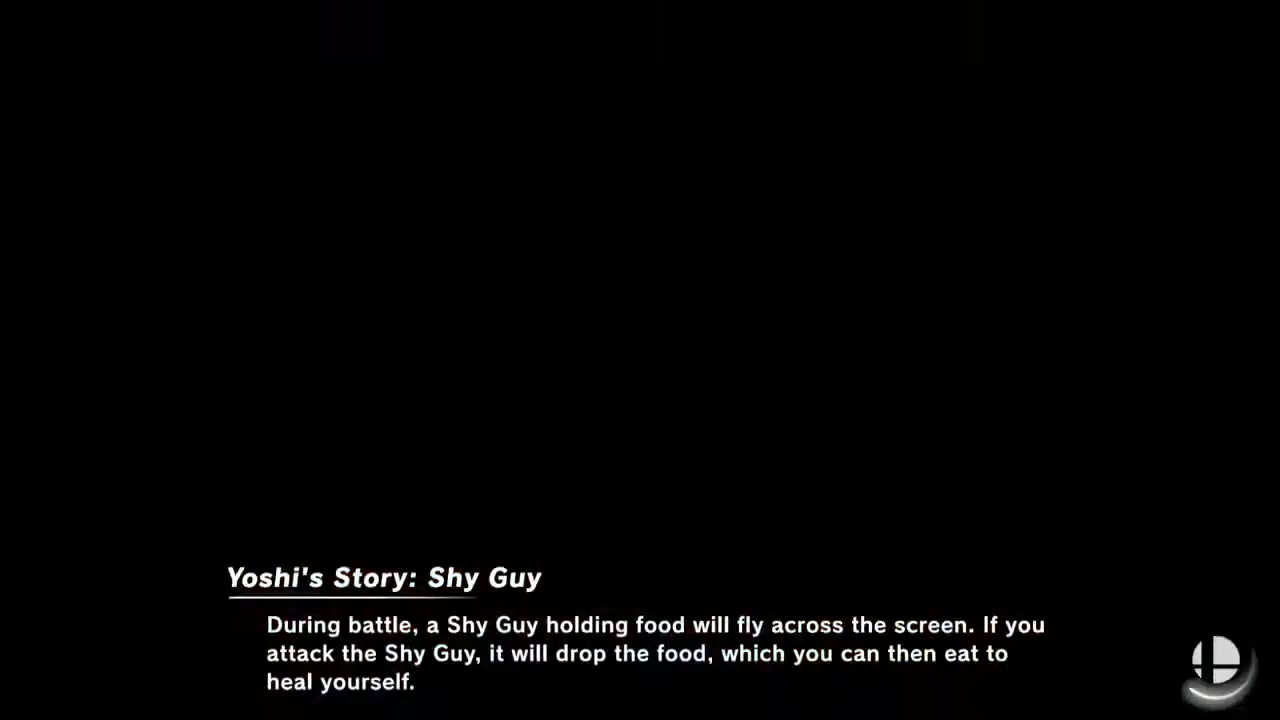 Yoshi's Story: Shy Guy
During battle, a Shy Guy holding food will fly across the screen. If you
attack the Shy Guy, it will drop the food, which you can then eat to
heal yourself.